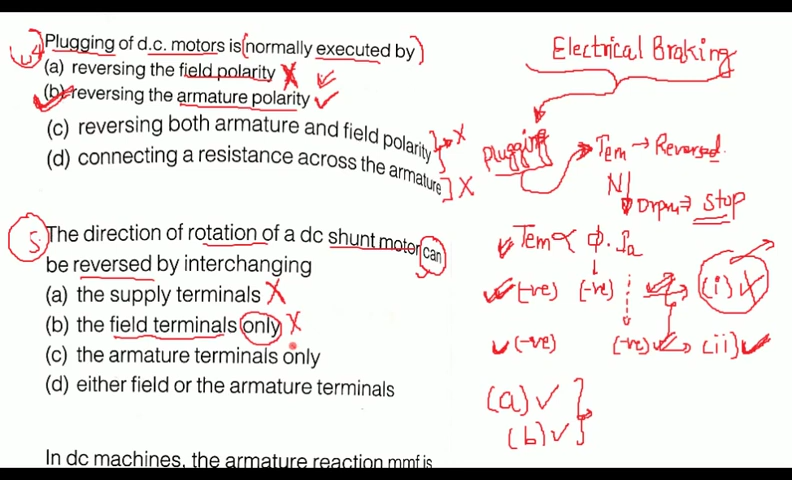 4 Plugging of d.c. motors is (normally executed by)
(a) reversing the field polarity X
(b) reversing the armature polarity ✓
(c) reversing both armature and field polarity } → X
(d) connecting a resistance across the armature ] X
5. The direction of rotation of a dc shunt motor can
be reversed by interchanging
(a) the supply terminals X
(b) the field terminals only X
(c) the armature terminals only
(d) either field or the armature terminals
In dc machines, the armature reaction mmf is
Electrical Braking
Plugging → Tem → Reversed.
N↓ 0rpm ⇒ Stop
✓ Tem ∝ ϕ . Ia
✓ (-ve) (-ve) (i) X
✓ (-ve) (-ve) ✓ (ii) ✓
(a) ✓
(b) ✓